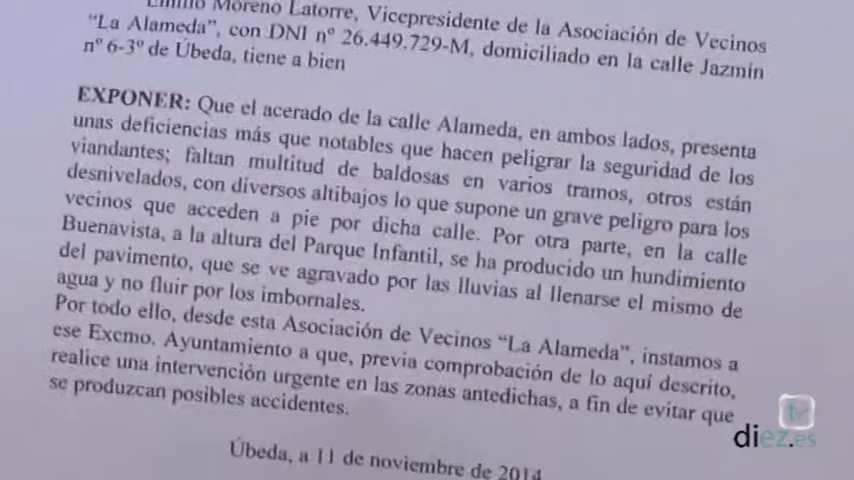 Emilio Moreno Latorre, Vicepresidente de la Asociación de Vecinos
“La Alameda”, con DNI nº 26.449.729-M, domiciliado en la calle Jazmín
nº 6-3º de Úbeda, tiene a bien
EXPONER: Que el acerado de la calle Alameda, en ambos lados, presenta
unas deficiencias más que notables que hacen peligrar la seguridad de los
viandantes; faltan multitud de baldosas en varios tramos, otros están
desnivelados, con diversos altibajos lo que supone un grave peligro para los
vecinos que acceden a pie por dicha calle. Por otra parte, en la calle
Buenavista, a la altura del Parque Infantil, se ha producido un hundimiento
del pavimento, que se ve agravado por las lluvias al llenarse el mismo de
agua y no fluir por los imbornales.
Por todo ello, desde esta Asociación de Vecinos “La Alameda”, instamos a
ese Excmo. Ayuntamiento a que, previa comprobación de lo aquí descrito,
realice una intervención urgente en las zonas antedichas, a fin de evitar que
se produzcan posibles accidentes.
Úbeda, a 11 de noviembre de 2014
tv
diez.es